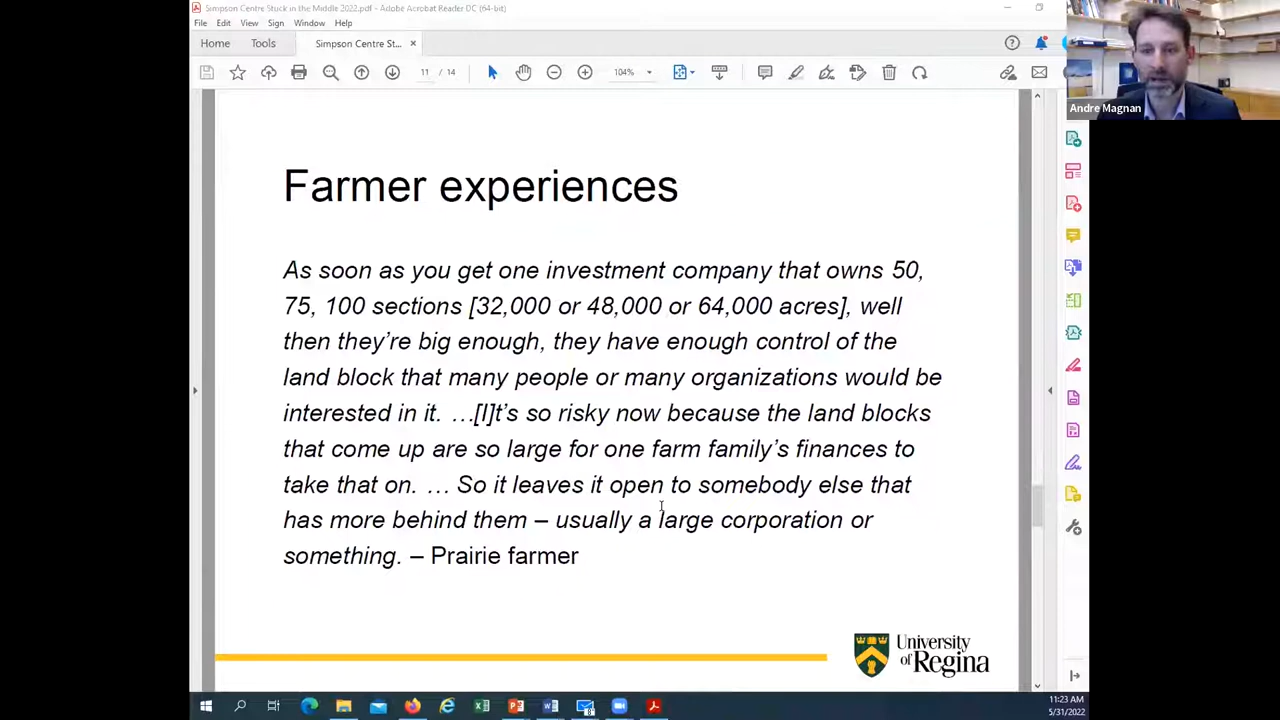 Simpson Centre Stuck in the Middle 2022.pdf - Adobe Acrobat Reader DC (64-bit)
File Edit View Sign Window Help
Home Tools Simpson Centre St... ×
11 / 14 104%
Andre Magnan
Farmer experiences
As soon as you get one investment company that owns 50,
75, 100 sections [32,000 or 48,000 or 64,000 acres], well
then they’re big enough, they have enough control of the
land block that many people or many organizations would be
interested in it. …[I]t’s so risky now because the land blocks
that come up are so large for one farm family’s finances to
take that on. … So it leaves it open to somebody else that
has more behind them – usually a large corporation or
something. – Prairie farmer
University
of Regina
11:23 AM
5/31/2022